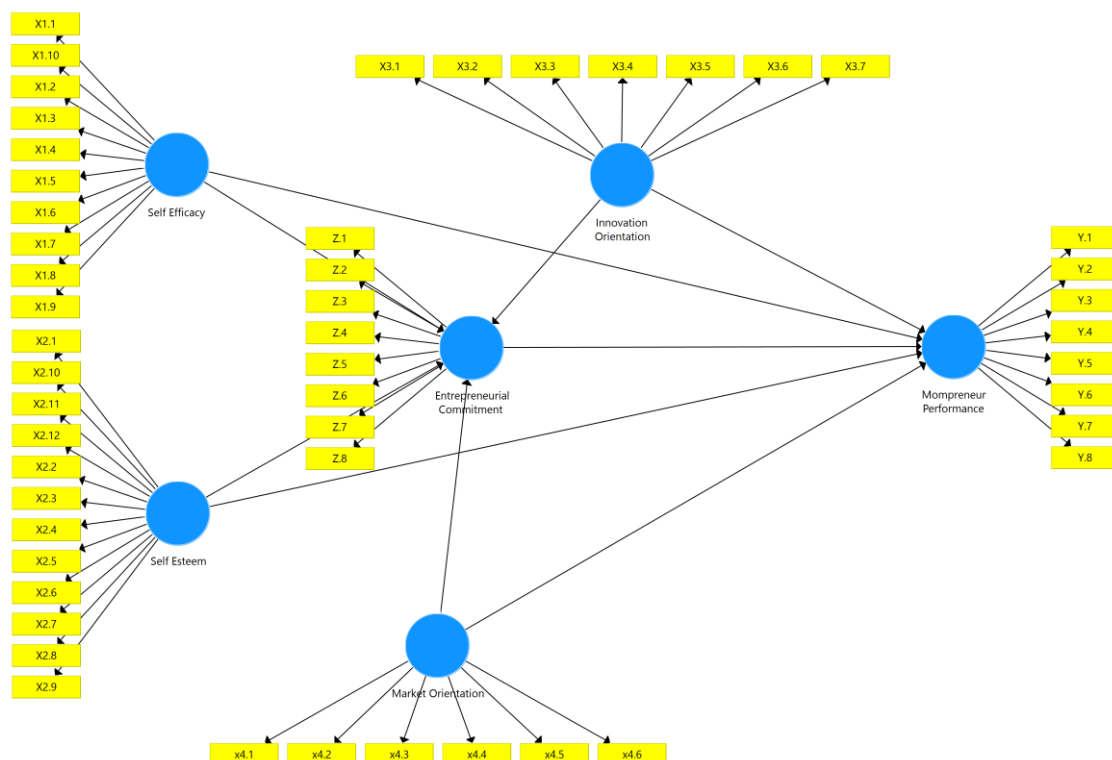 X1.1
X1.10
X1.2
X1.3
X1.4
X1.5
X1.6
X1.7
X1.8
X1.9
Self Efficacy
X3.1
X3.2
X3.3
X3.4
X3.5
X3.6
X3.7
Innovation
Orientation
Z.1
Z.2
Z.3
Z.4
Z.5
Z.6
Z.7
Z.8
Entrepreneurial
Commitment
Y.1
Y.2
Y.3
Y.4
Y.5
Y.6
Y.7
Y.8
Mompreneur
Performance
X2.1
X2.10
X2.11
X2.12
X2.2
X2.3
X2.4
X2.5
X2.6
X2.7
X2.8
X2.9
Self Esteem
Market Orientation
x4.1
x4.2
x4.3
x4.4
x4.5
x4.6